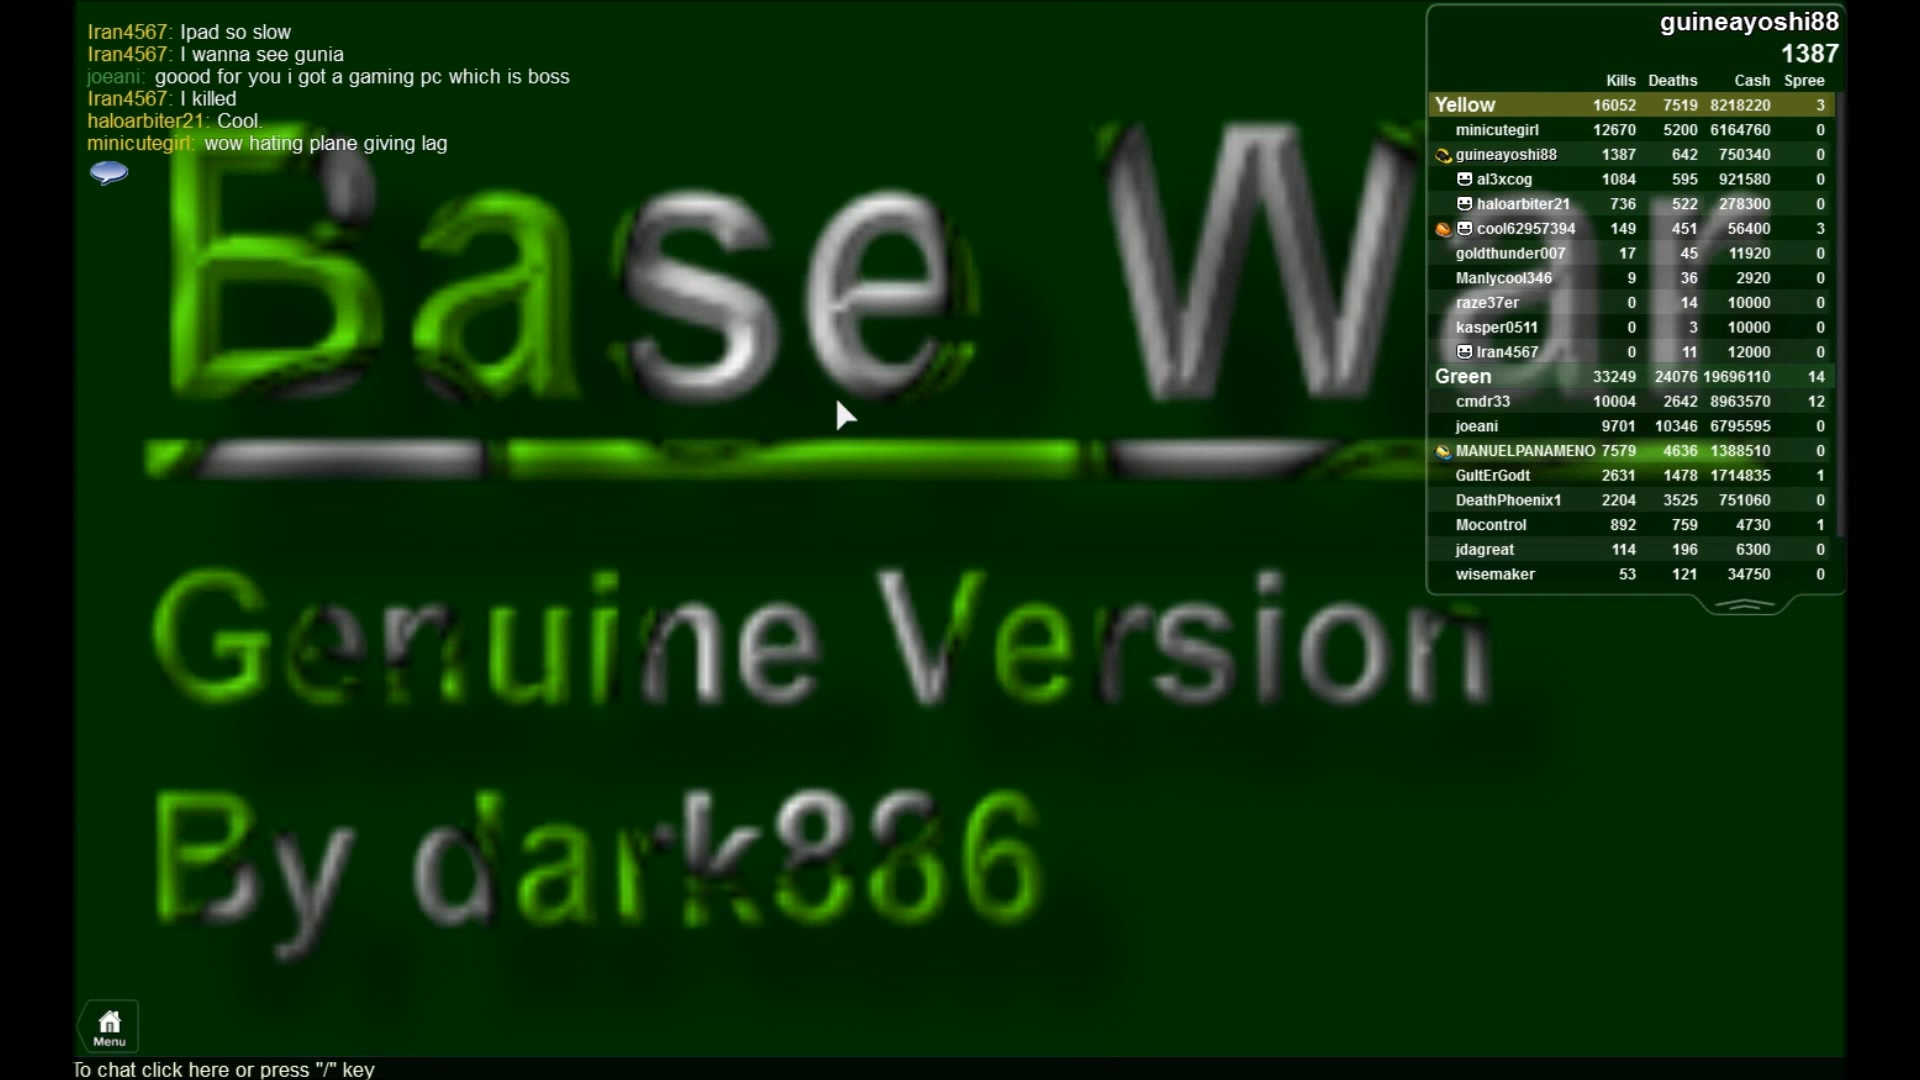 Iran4567: Ipad so slow
Iran4567: I wanna see gunia
joeani: goood for you i got a gaming pc which is boss
Iran4567: I killed
haloarbiter21: Cool.
minicutegirl: wow hating plane giving lag
guineayoshi88
1387
Kills Deaths Cash Spree
Yellow 16052 7519 8218220 3
minicutegirl 12670 5200 6164760 0
guineayoshi88 1387 642 750340 0
al3xcog 1084 595 921580 0
haloarbiter21 736 522 278300 0
cool62957394 149 451 56400 3
goldthunder007 17 45 11920 0
Manlycool346 9 36 2920 0
raze37er 0 14 10000 0
kasper0511 0 3 10000 0
Iran4567 0 11 12000 0
Green 33249 24076 19696110 14
cmdr33 10004 2642 8963570 12
joeani 9701 10346 6795595 0
MANUELPANAMENO 7579 4636 1388510 0
GultErGodt 2631 1478 1714835 1
DeathPhoenix1 2204 3525 751060 0
Mocontrol 892 759 4730 1
jdagreat 114 196 6300 0
wisemaker 53 121 34750 0
Base War
Genuine Version
By dark886
Menu
To chat click here or press "/" key